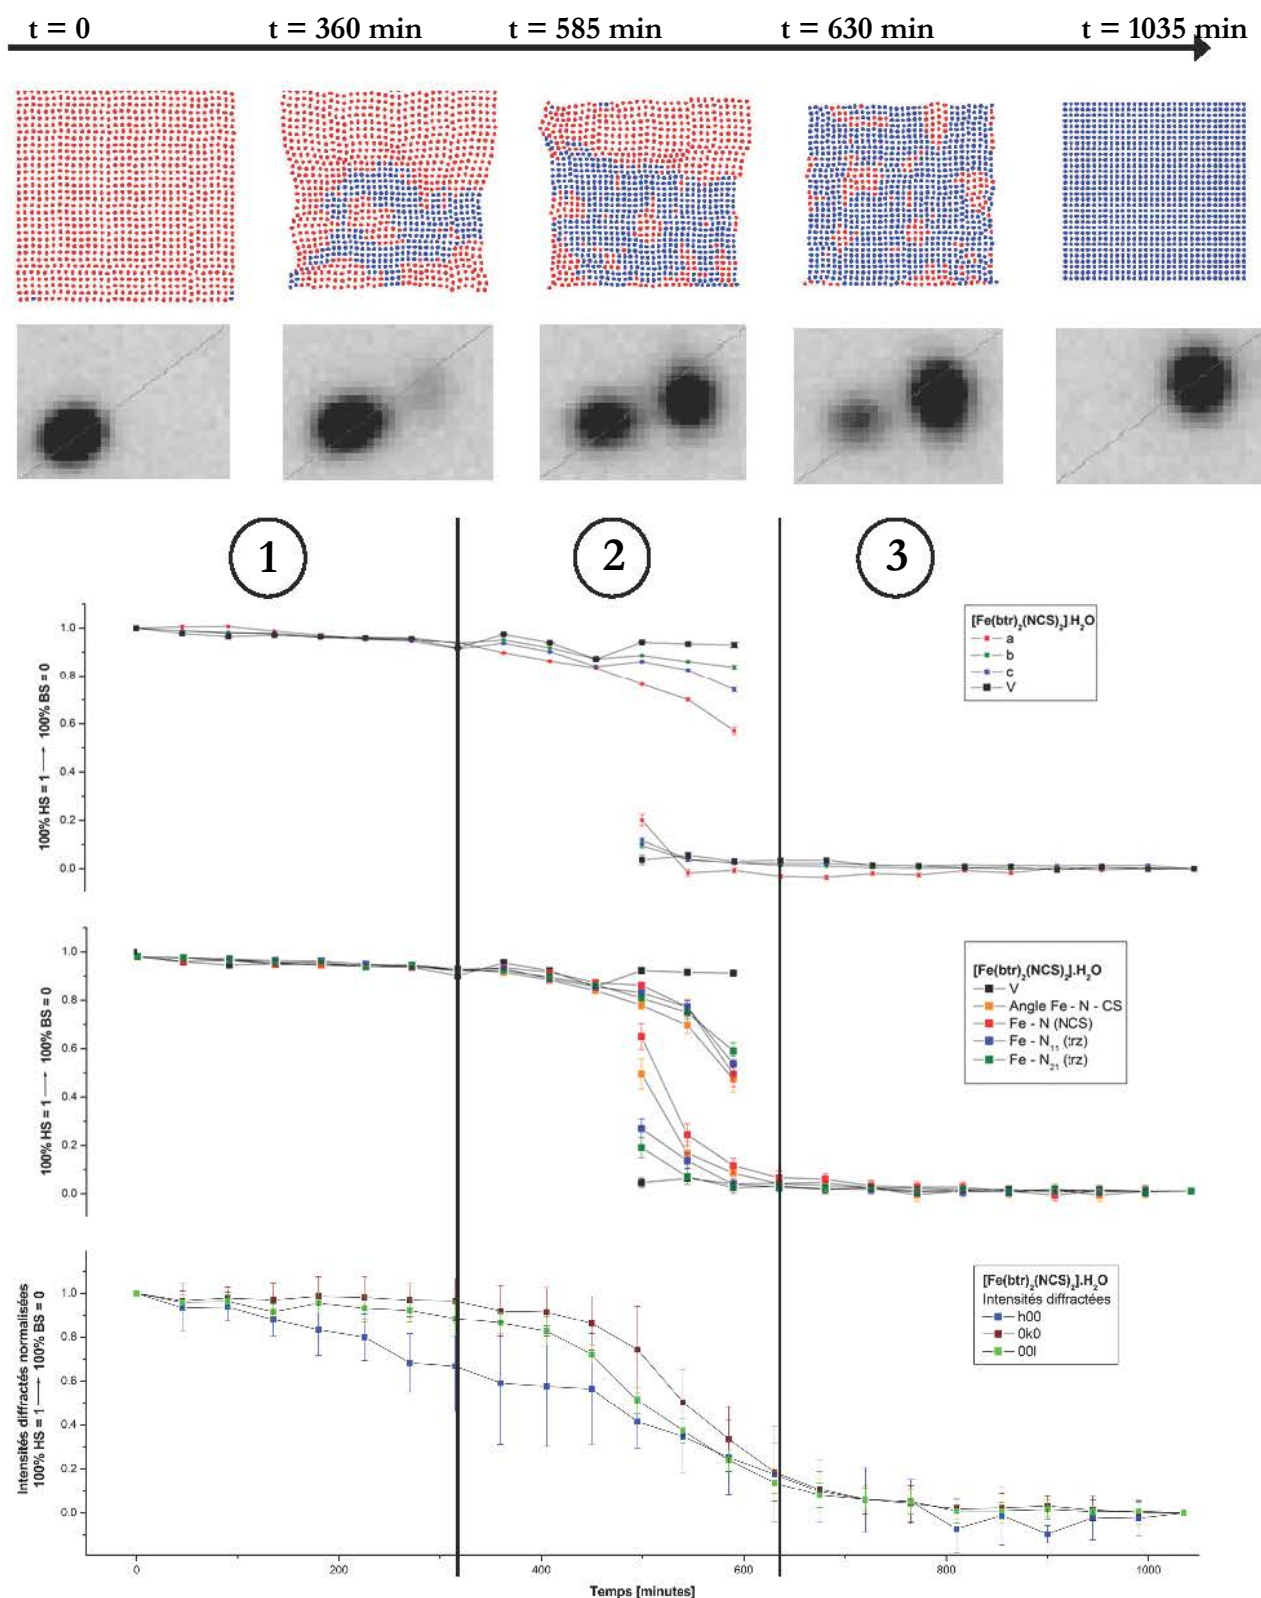 t = 0 t = 360 min t = 585 min t = 630 min t = 1035 min
1 2 3
100% HS = 1 → 100% BS = 0
1.0
0.8
0.6
0.4
0.2
0.0
[Fe(btr)₂(NCS)₂].H₂O
a
b
c
V
100% HS = 1 → 100% BS = 0
1.0
0.8
0.6
0.4
0.2
0.0
[Fe(btr)₂(NCS)₂].H₂O
V
Angle Fe - N - CS
Fe - N (NCS)
Fe - N₁₁ (trz)
Fe - N₂₁ (trz)
Intensités diffractés normalisées
100% HS = 1 → 100% BS = 0
1.0
0.8
0.6
0.4
0.2
0.0
[Fe(btr)₂(NCS)₂].H₂O
Intensités diffractées
h00
0k0
00l
0 200 400 600 800 1000
Temps [minutes]